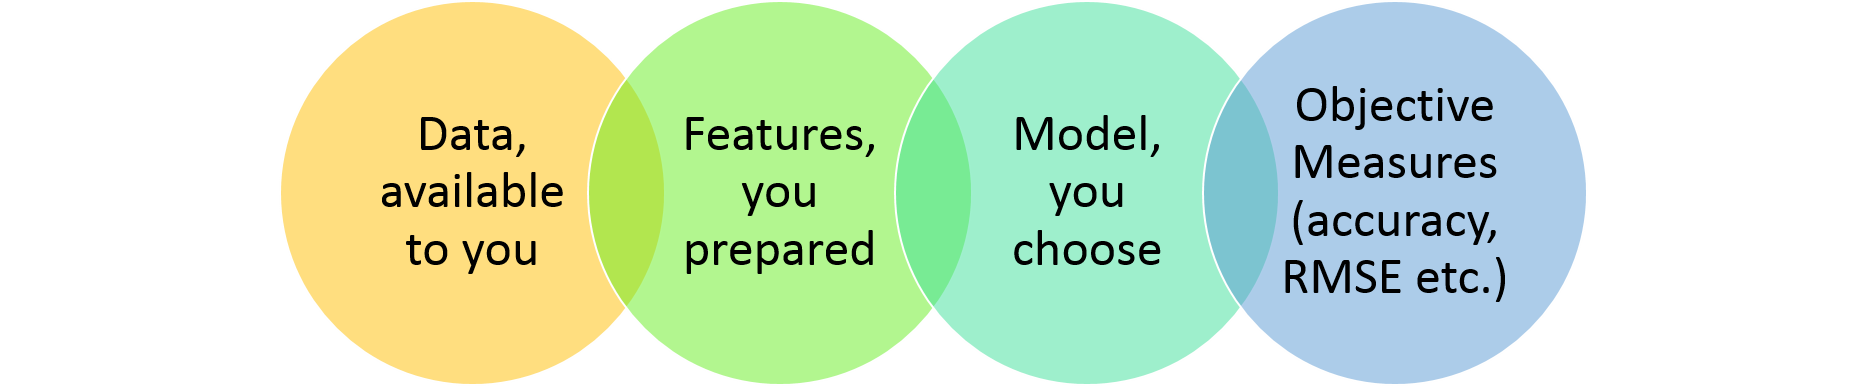 Data,
available
to you
Features,
you
prepared
Model,
you
choose
Objective
Measures
(accuracy,
RMSE etc.)